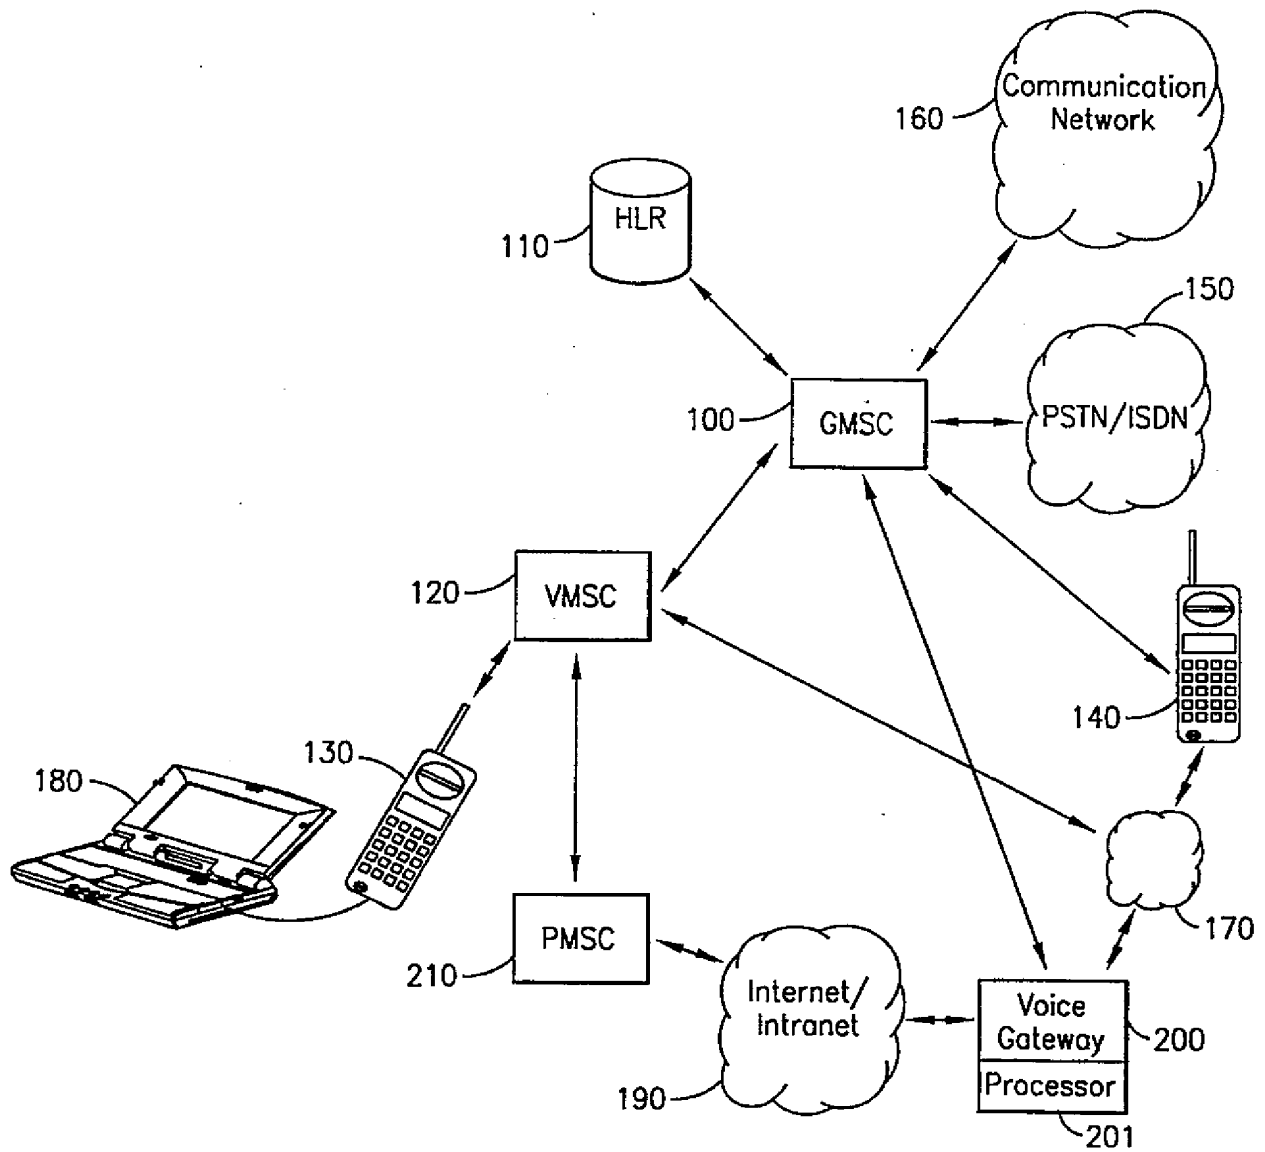 Communication
Network
160
HLR
110
150
100
GMSC
PSTN/ISDN
120
VMSC
140
130
180
170
PMSC
210
Internet/
Intranet
Voice
Gateway
200
Processor
190
201